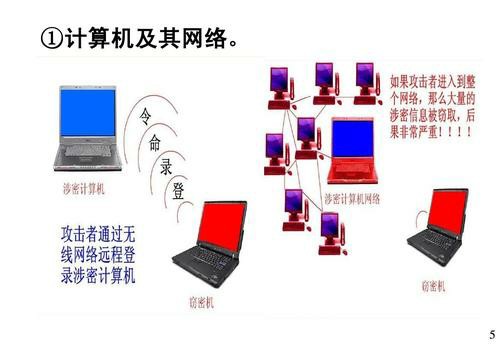 ①计算机及其网络。
令
命
录
登
涉密计算机
攻击者通过无
线网络远程登
录涉密计算机
窃密机
如果攻击者进入到整
个网络，那么大量的
涉密信息被窃取，后
果非常严重！！！！
涉密计算机网络
窃密机
5